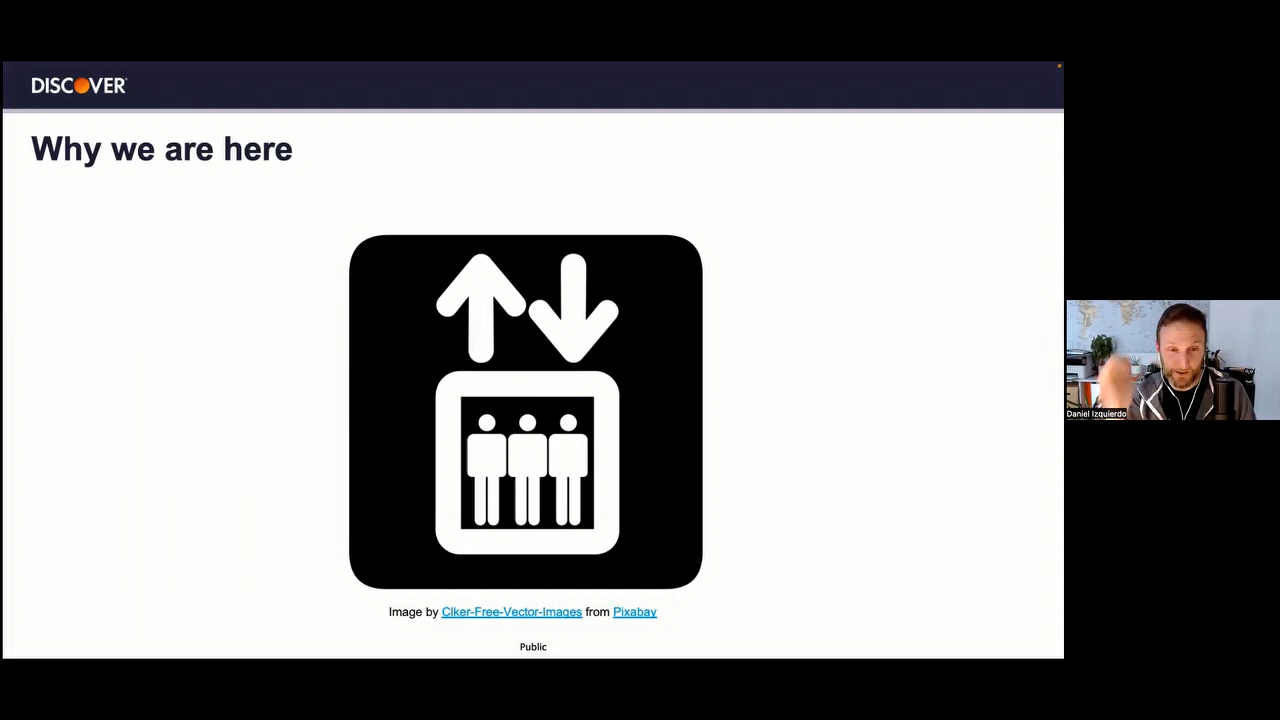 DISCOVER
Why we are here
Image by Clker-Free-Vector-Images from Pixabay
Public
Daniel Izquierdo